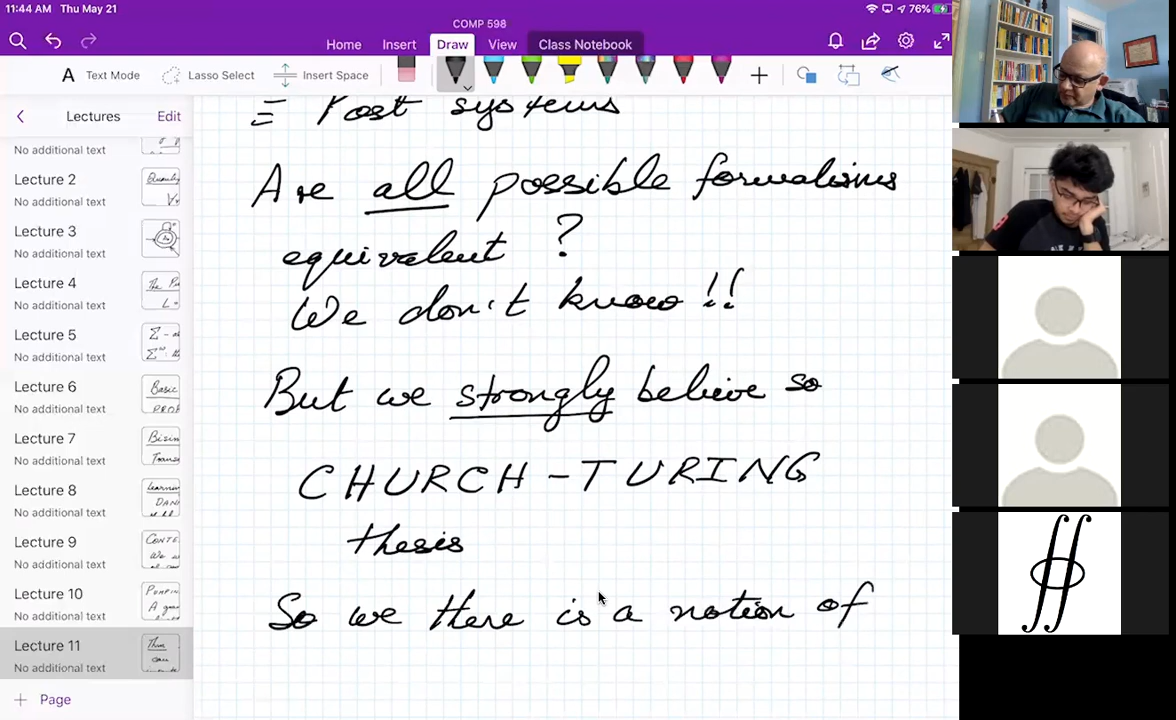 11:44 AM Thu May 21
76%
COMP 598
Home Insert Draw View Class Notebook
A Text Mode Lasso Select Insert Space
Lectures Edit
No additional text
Lecture 2
No additional text
Lecture 3
No additional text
Lecture 4
No additional text
Lecture 5
No additional text
Lecture 6
No additional text
Lecture 7
No additional text
Lecture 8
No additional text
Lecture 9
No additional text
Lecture 10
No additional text
Lecture 11
No additional text
+ Page
≡ Post systems
Are all possible formalisms
equivalent ?
We don't know !!
But we strongly believe so
CHURCH - TURING
thesis
So we there is a notion of
∯